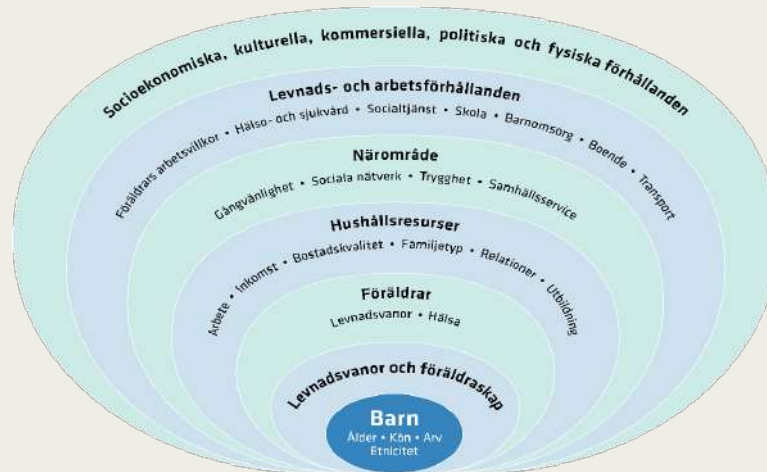 Socioekonomiska, kulturella, kommersiella, politiska och fysiska förhållanden
Levnads- och arbetsförhållanden
Föräldrars arbetsvillkor • Hälso- och sjukvård • Socialtjänst • Skola • Barnomsorg • Boende • Transport
Närområde
Gångvänlighet • Sociala nätverk • Trygghet • Samhällsservice
Hushållsresurser
Arbete • Inkomst • Bostadskvalitet • Familjetyp • Relationer • Utbildning
Föräldrar
Levnadsvanor • Hälsa
Levnadsvanor och föräldraskap
Barn
Ålder • Kön • Arv
Etnicitet